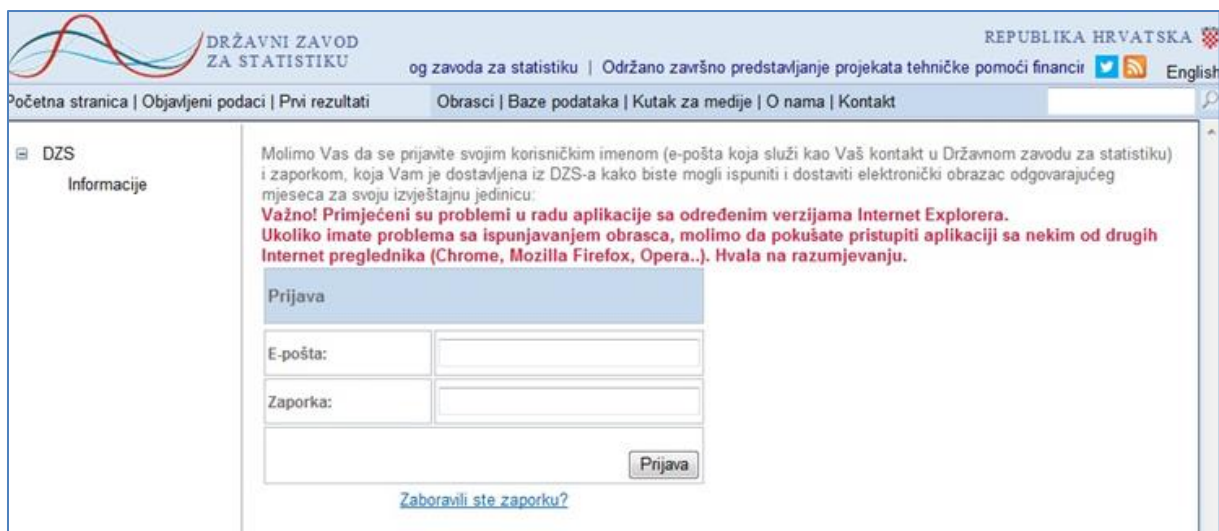 DRŽAVNI ZAVOD
ZA STATISTIKU
REPUBLIKA HRVATSKA
og zavoda za statistiku | Održano završno predstavljanje projekata tehničke pomoći financir
English
Početna stranica | Objavljeni podaci | Prvi rezultati
Obrasci | Baze podataka | Kutak za medije | O nama | Kontakt
DZS
Informacije
Molimo Vas da se prijavite svojim korisničkim imenom (e-pošta koja služi kao Vaš kontakt u Državnom zavodu za statistiku)
i zaporkom, koja Vam je dostavljena iz DZS-a kako biste mogli ispuniti i dostaviti elektronički obrazac odgovarajućeg
mjeseca za svoju izvještajnu jedinicu:
Važno! Primjećeni su problemi u radu aplikacije sa određenim verzijama Internet Explorera.
Ukoliko imate problema sa ispunjavanjem obrasca, molimo da pokušate pristupiti aplikaciji sa nekim od drugih
Internet preglednika (Chrome, Mozilla Firefox, Opera..). Hvala na razumjevanju.
Prijava
E-pošta:
Zaporka:
Prijava
Zaboravili ste zaporku?